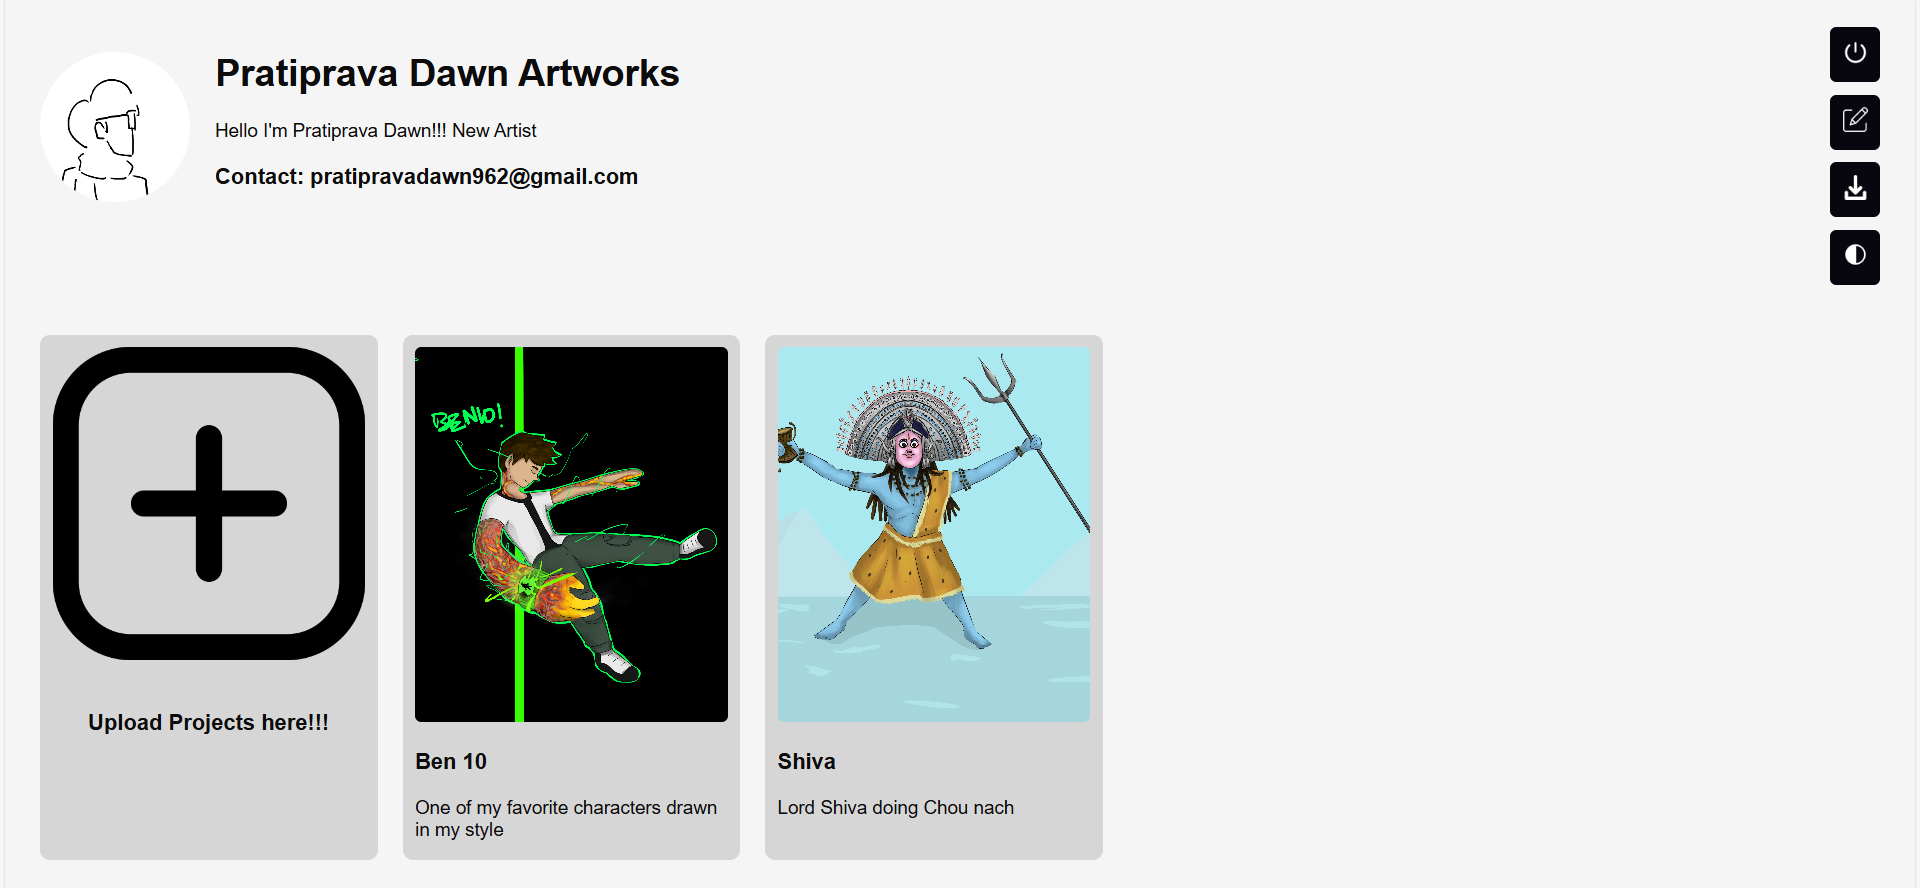 Pratiprava Dawn Artworks
Hello I'm Pratiprava Dawn!!! New Artist
Contact: pratipravadawn962@gmail.com
Upload Projects here!!!
BEN10!
Ben 10
One of my favorite characters drawn
in my style
Shiva
Lord Shiva doing Chou nach